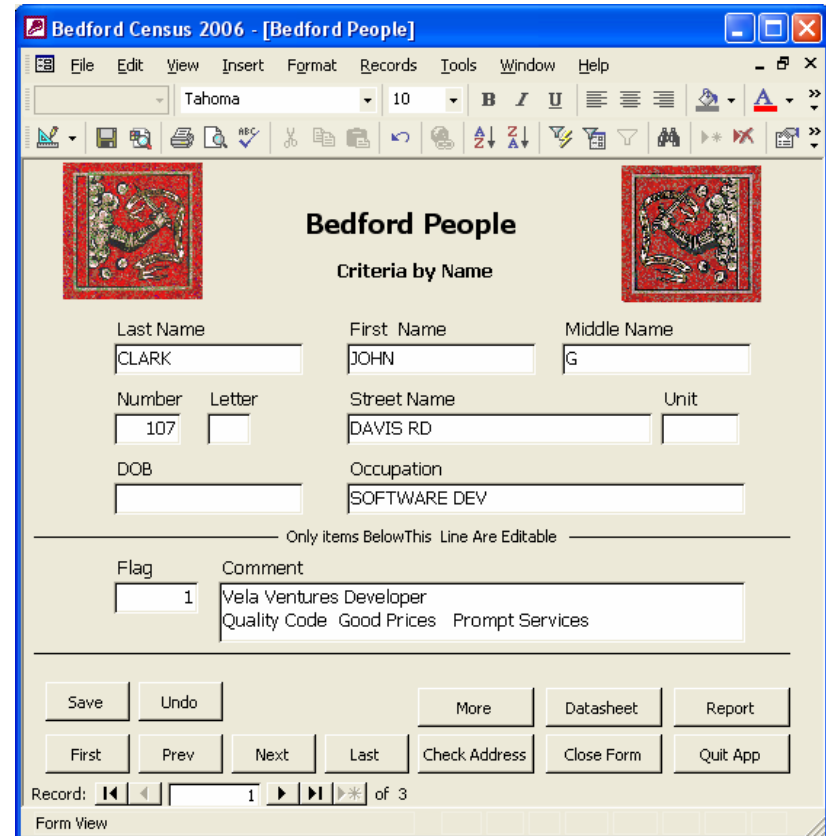 Bedford Census 2006 - [Bedford People]
File Edit View Insert Format Records Tools Window Help
Tahoma 10 B I U A
ABC A Z Z A
Bedford People
Criteria by Name
Last Name First Name Middle Name
CLARK JOHN G
Number Letter Street Name Unit
107 DAVIS RD
DOB Occupation
SOFTWARE DEV
Only items BelowThis Line Are Editable
Flag Comment
1 Vela Ventures Developer
Quality Code Good Prices Prompt Services
Save Undo More Datasheet Report
First Prev Next Last Check Address Close Form Quit App
Record: 1 of 3
Form View